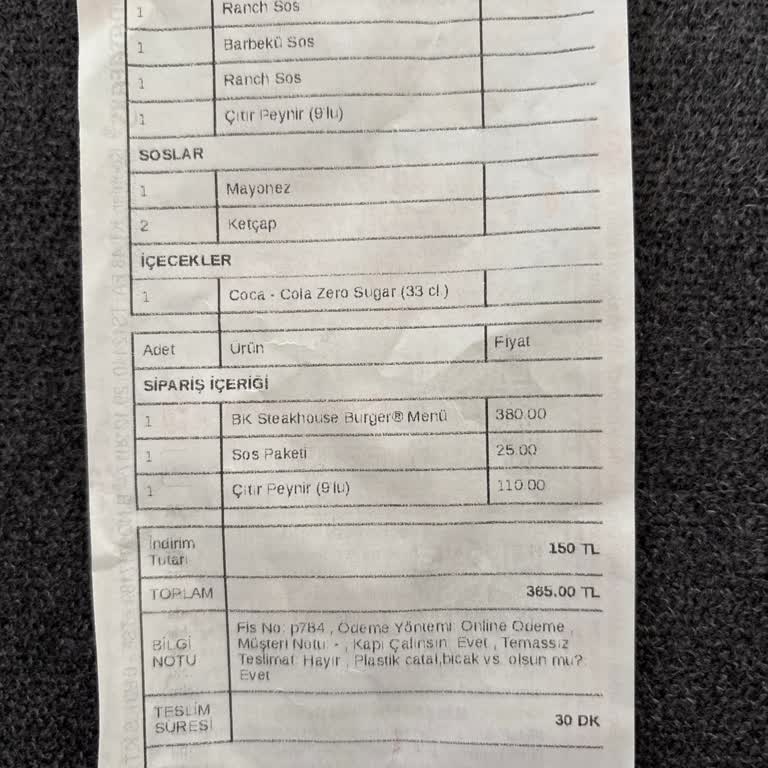 1 Ranch Sos
1 Barbekü Sos
1 Ranch Sos
1 Çıtır Peynir (9'lu)
SOSLAR
1 Mayonez
2 Ketçap
İÇECEKLER
1 Coca - Cola Zero Sugar (33 cl.)
Adet Ürün Fiyat
SİPARİŞ İÇERİĞİ
1 BK Steakhouse Burger® Menü 380.00
1 Sos Paketi 25.00
1 Çıtır Peynir (9'lu) 110.00
İndirim
Tutarı 150 TL
TOPLAM 365.00 TL
BİLGİ
NOTU
Fis No: p784 , Ödeme Yöntemi: Online Ödeme ,
Müşteri Notu: - , Kapı Çalınsın: Evet , Temassız
Teslimat: Hayır , Plastik catal,bicak vs. olsun mu?:
Evet
TESLİM
SÜRESİ 30 DK